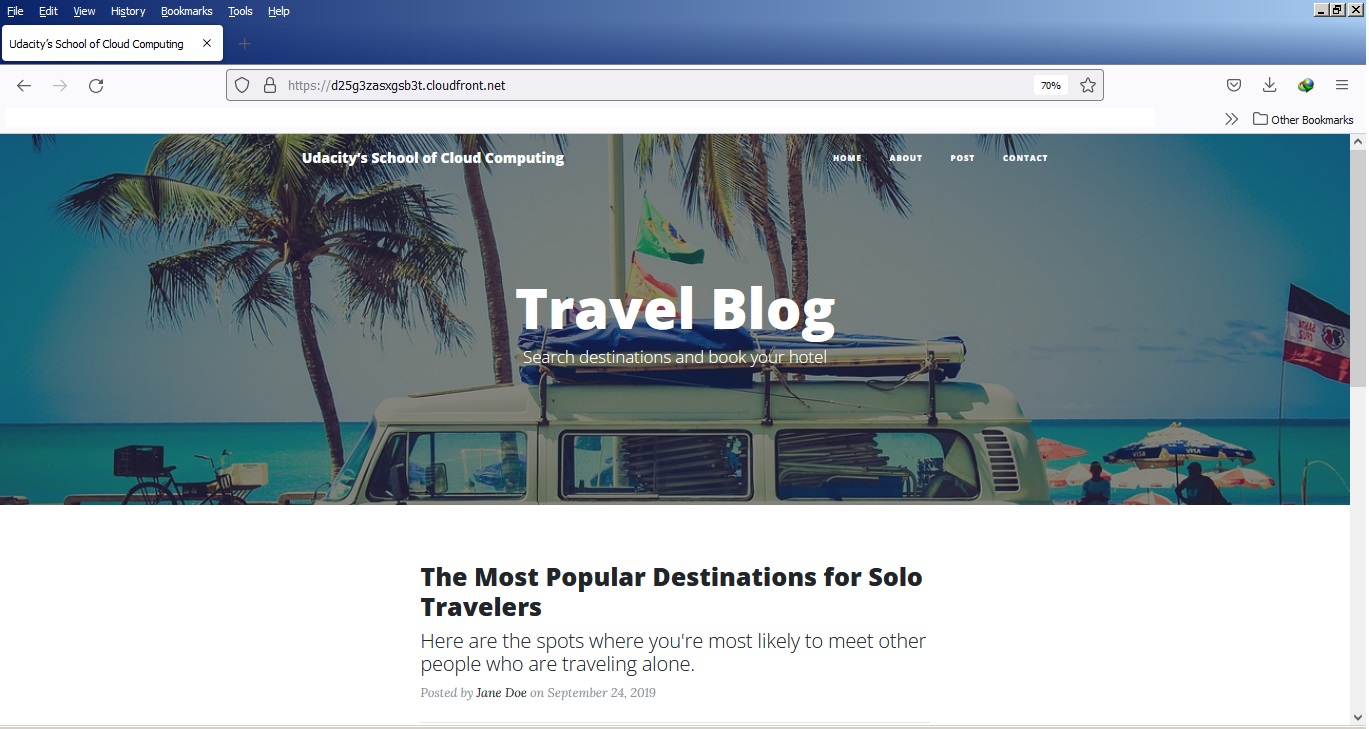 File Edit View History Bookmarks Tools Help
Udacity’s School of Cloud Computing
https://d25g3zasxgsb3t.cloudfront.net
70%
Other Bookmarks
Udacity's School of Cloud Computing
HOME ABOUT POST CONTACT
Travel Blog
Search destinations and book your hotel
SANTA
CRUZ
VISA
The Most Popular Destinations for Solo
Travelers
Here are the spots where you're most likely to meet other
people who are traveling alone.
Posted by Jane Doe on September 24, 2019